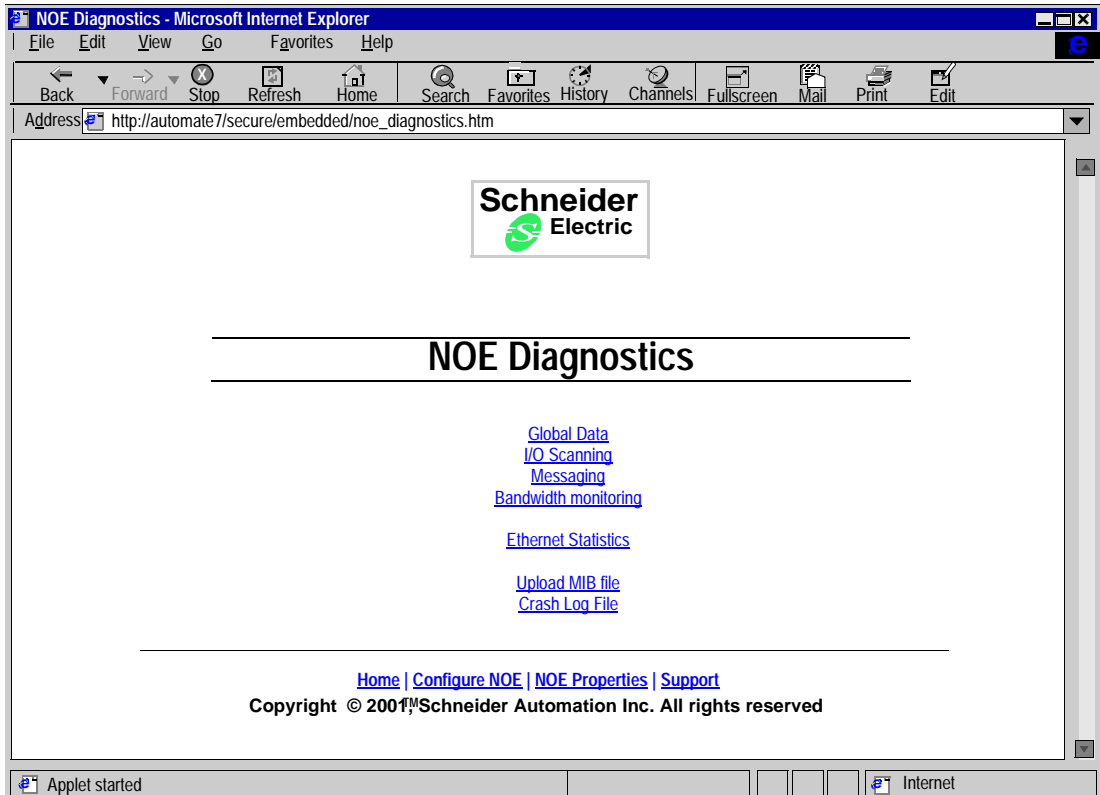 NOE Diagnostics - Microsoft Internet Explorer
File Edit View Go Favorites Help
Back Forward Stop Refresh Home Search Favorites History Channels Fullscreen Mail Print Edit
Address http://automate7/secure/embedded/noe_diagnostics.htm
Schneider
Electric
NOE Diagnostics
Global Data
I/O Scanning
Messaging
Bandwidth monitoring
Ethernet Statistics
Upload MIB file
Crash Log File
Home | Configure NOE | NOE Properties | Support
Copyright © 2001,™Schneider Automation Inc. All rights reserved
Applet started Internet